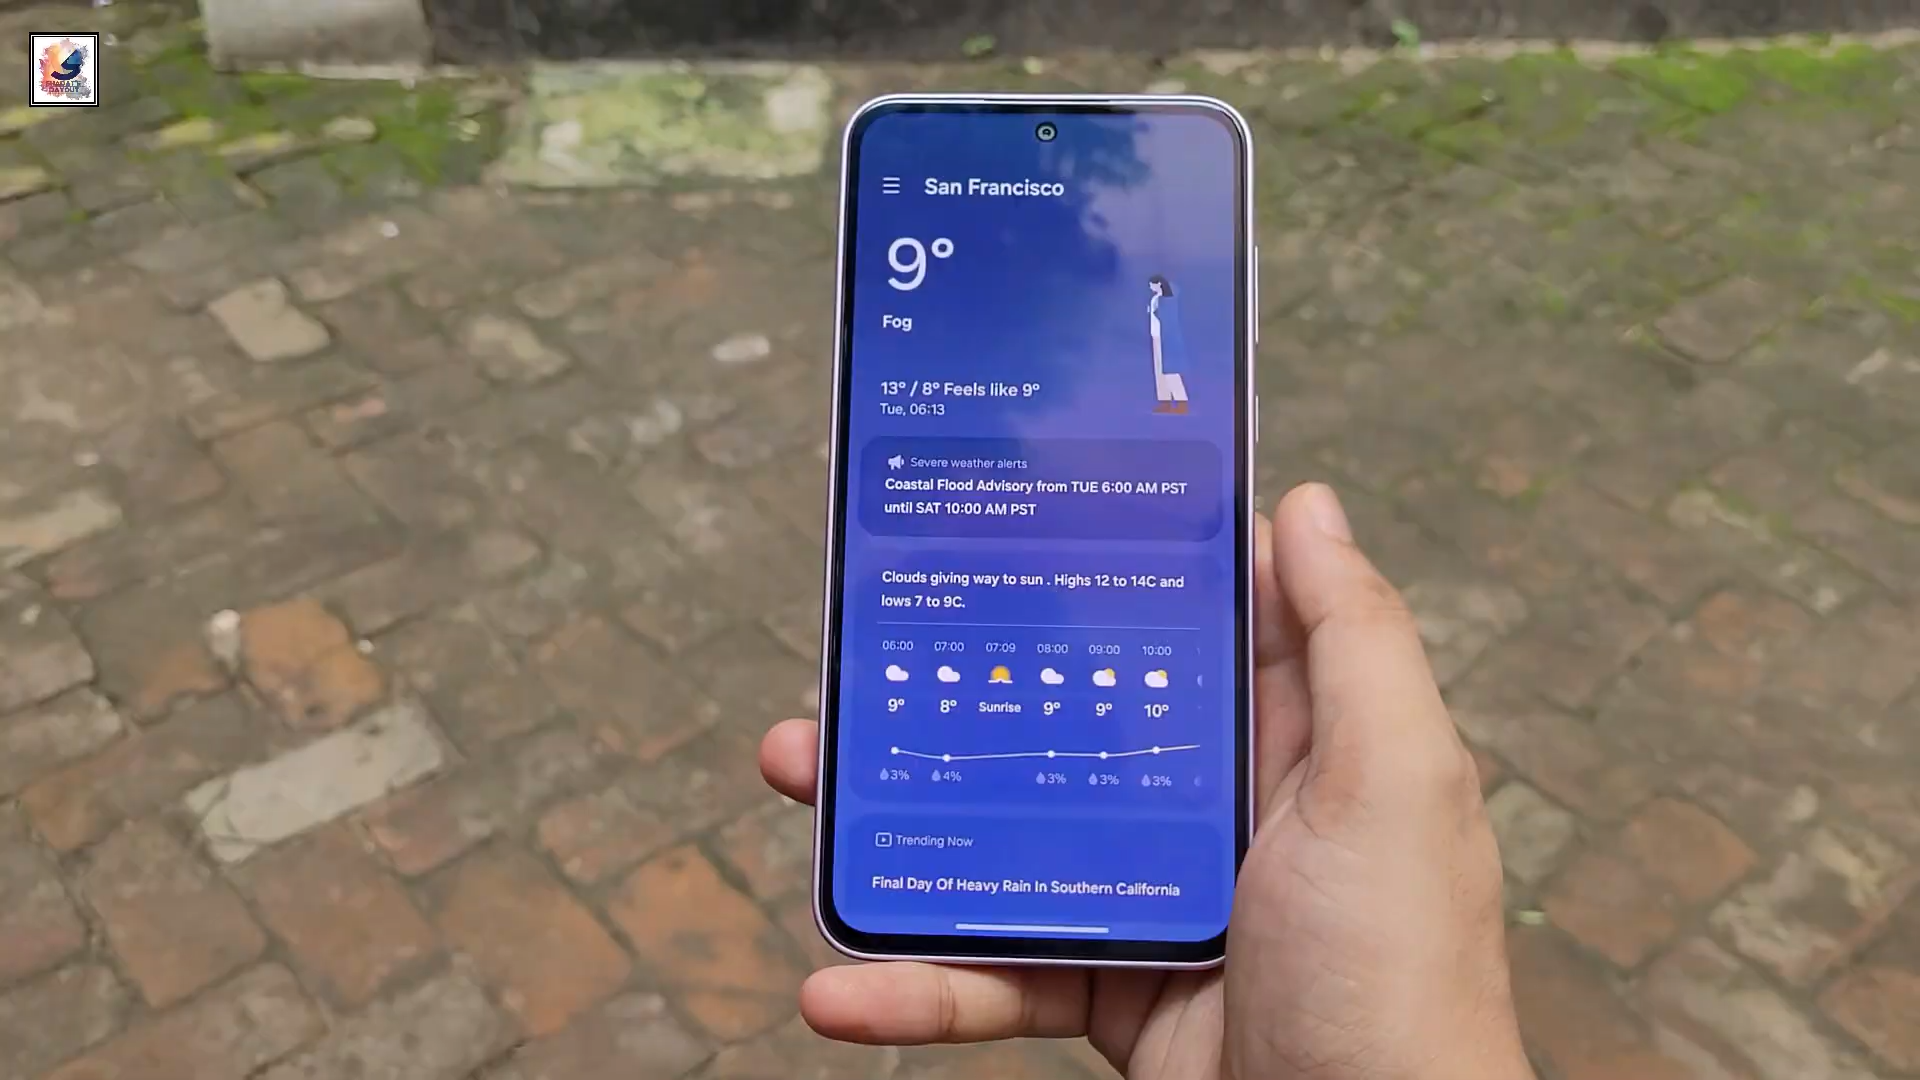 San Francisco
9°
Fog
13° / 8° Feels like 9°
Tue, 06:13
Severe weather alerts
Coastal Flood Advisory from TUE 6:00 AM PST
until SAT 10:00 AM PST
Clouds giving way to sun . Highs 12 to 14C and
lows 7 to 9C.
06:00 07:00 07:09 08:00 09:00 10:00
9° 8° Sunrise 9° 9° 10°
3% 4% 3% 3% 3%
Trending Now
Final Day Of Heavy Rain In Southern California